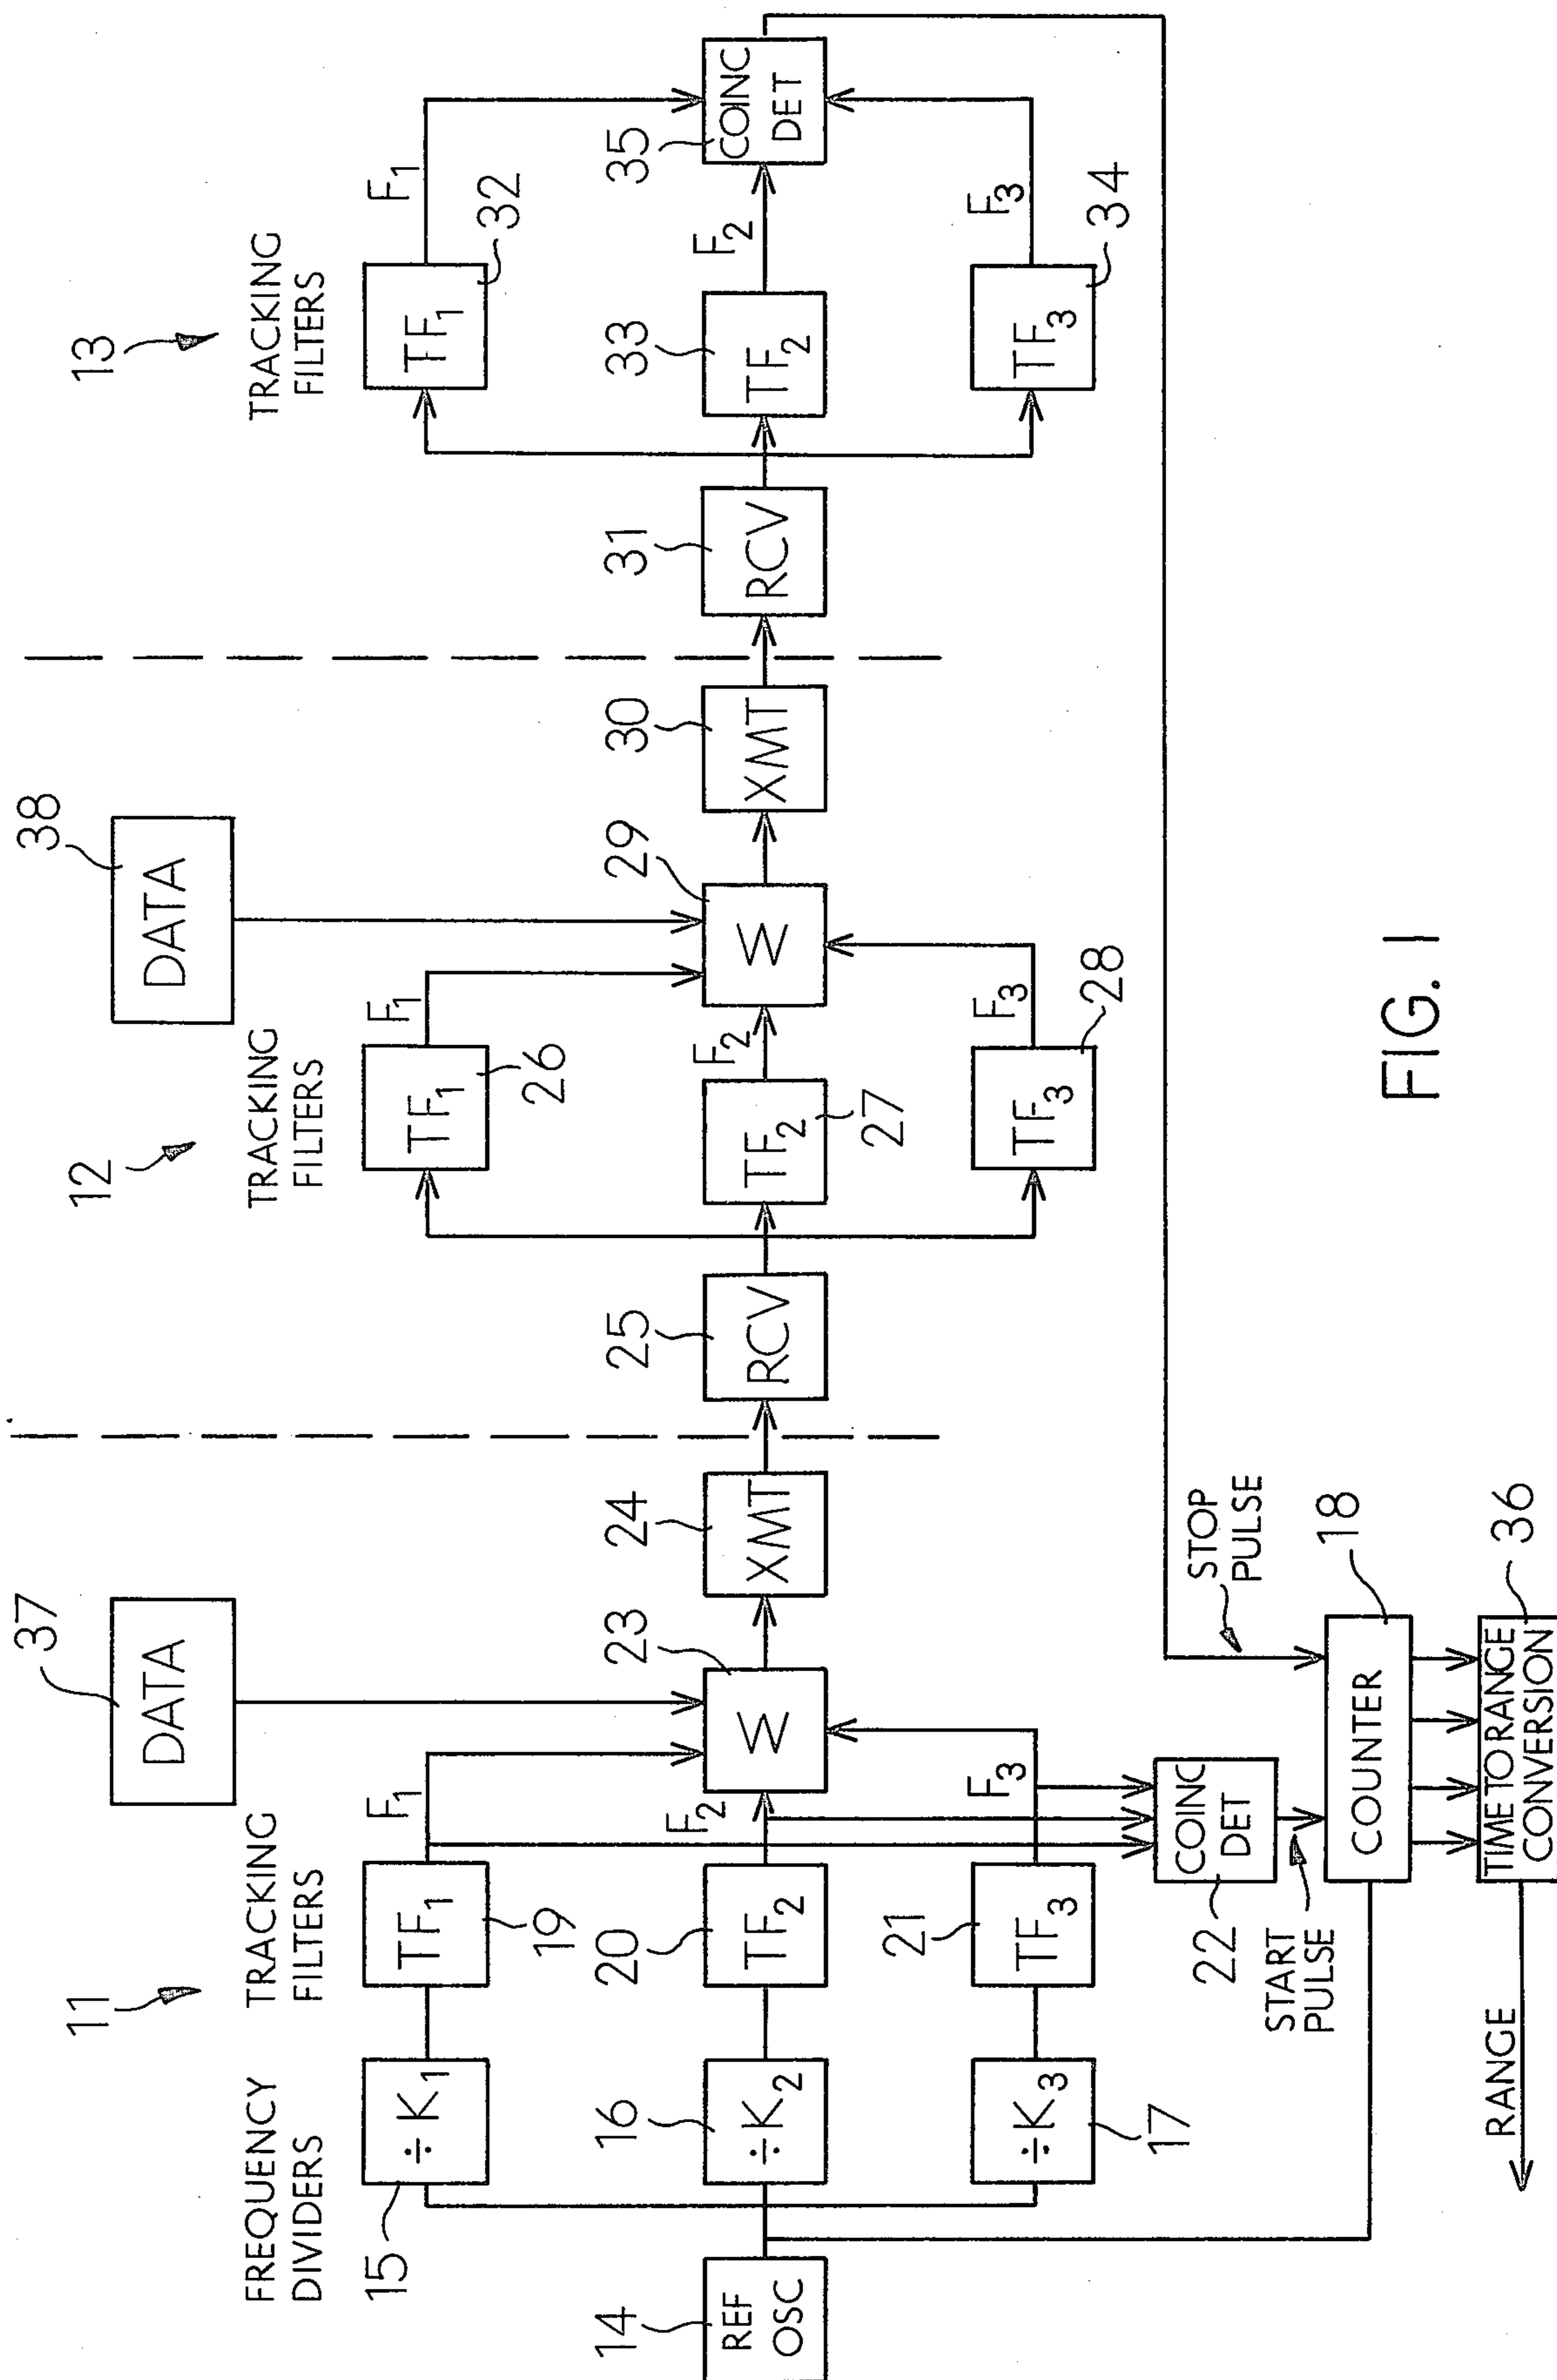 11
FREQUENCY
DIVIDERS
TRACKING
FILTERS
37
DATA
14
REF
OSC
15
÷K1
16
÷K2
17
÷K3
TF1
19
F1
20
TF2
F2
21
TF3
F3
23
Σ
24
XMT
22
COINC
DET
START
PULSE
STOP
PULSE
COUNTER
18
TIME TO RANGE
CONVERSION
36
RANGE
12
TRACKING
FILTERS
38
DATA
25
RCV
TF1
26
F1
TF2
27
F2
TF3
28
F3
29
Σ
30
XMT
13
TRACKING
FILTERS
31
RCV
TF1
32
F1
33
TF2
F2
TF3
34
F3
35
COINC
DET
FIG. 1